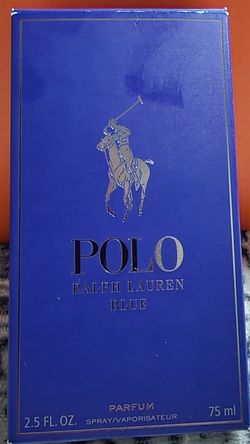 POLO
RALPH LAUREN
BLUE
PARFUM
2.5 FL. OZ. SPRAY/VAPORISATEUR 75 ml